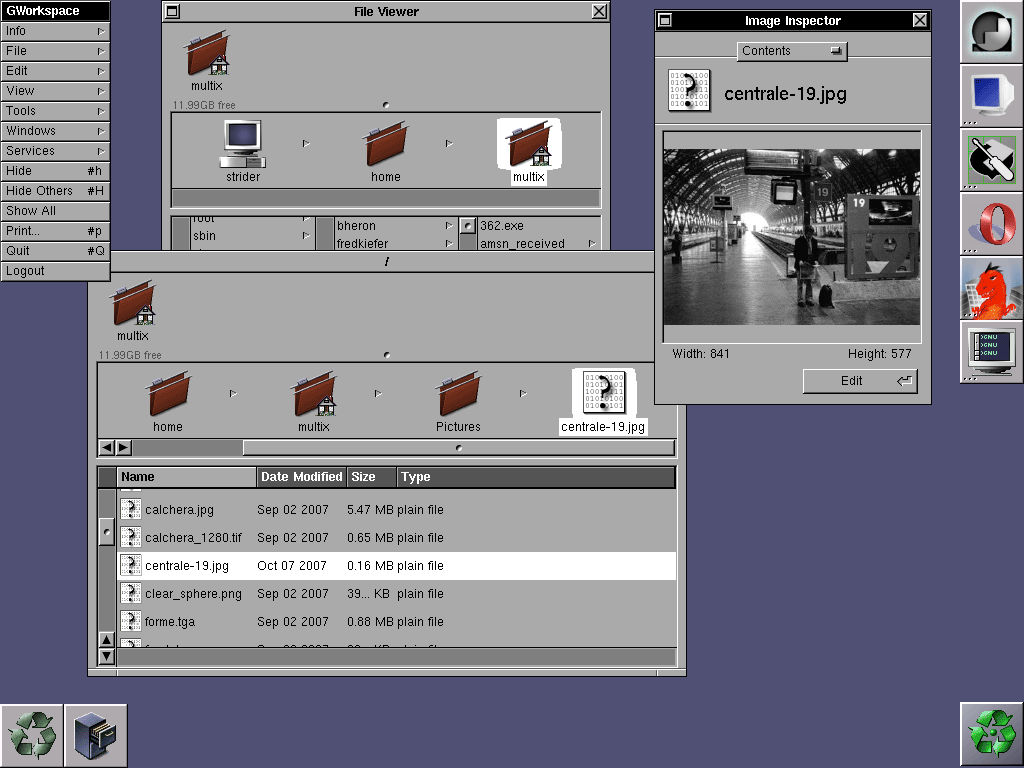 GWorkspace
Info
File
Edit
View
Tools
Windows
Services
Hide #h
Hide Others #H
Show All
Print... #p
Quit #Q
Logout
File Viewer
multix
11.99GB free
strider
home
multix
root
sbin
bheron
fredkiefer
362.exe
amsn_received
/
multix
11.99GB free
home
multix
Pictures
centrale-19.jpg
Name Date Modified Size Type
calchera.jpg Sep 02 2007 5.47 MB plain file
calchera_1280.tif Sep 02 2007 0.65 MB plain file
centrale-19.jpg Oct 07 2007 0.16 MB plain file
clear_sphere.png Sep 02 2007 39... KB plain file
forme.tga Sep 02 2007 0.88 MB plain file
Image Inspector
Contents
centrale-19.jpg
19
19
19
19
Width: 841
Height: 577
Edit
GNU
GNU
GNU